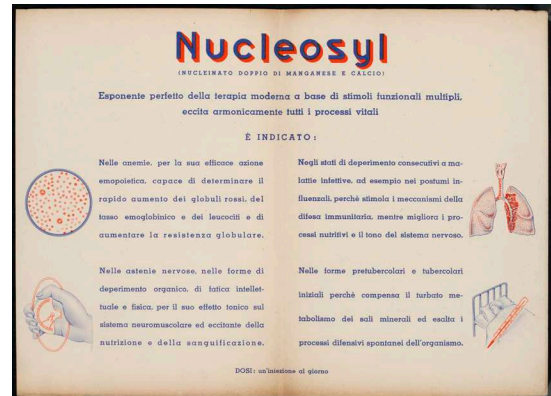 Nucleosyl
(NUCLEINATO DOPPIO DI MANGANESE E CALCIO)
Esponente perfetto della terapia moderna a base di stimoli funzionali multipli,
eccita armonicamente tutti i processi vitali
È INDICATO:
Nelle anemie, per la sua efficace azione
emopoietica, capace di determinare il
rapido aumento dei globuli rossi, del
tasso emoglobinico e dei leucociti e di
aumentare la resistenza globulare.
Negli stati di deperimento consecutivi a ma-
lattie infettive, ad esempio nei postumi in-
fluenzali, perchè stimola i meccanismi della
difesa immunitaria, mentre migliora i pro-
cessi nutritivi e il tono del sistema nervoso.
Nelle astenie nervose, nelle forme di
deperimento organico, di fatica intellet-
tuale e fisica, per il suo effetto tonico sul
sistema neuromuscolare ed eccitante della
nutrizione e della sanguificazione.
Nelle forme pretubercolari e tubercolari
iniziali perchè compensa il turbato me-
tabolismo dei sali minerali ed esalta i
processi difensivi spontanei dell'organismo.
DOSI: un'iniezione al giorno